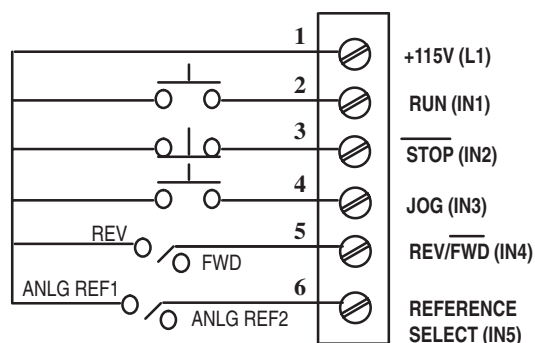 1 +115V (L1)
2 RUN (IN1)
3 STOP (IN2)
4 JOG (IN3)
REV FWD 5 REV/FWD (IN4)
ANLG REF1 ANLG REF2 6 REFERENCE
SELECT (IN5)